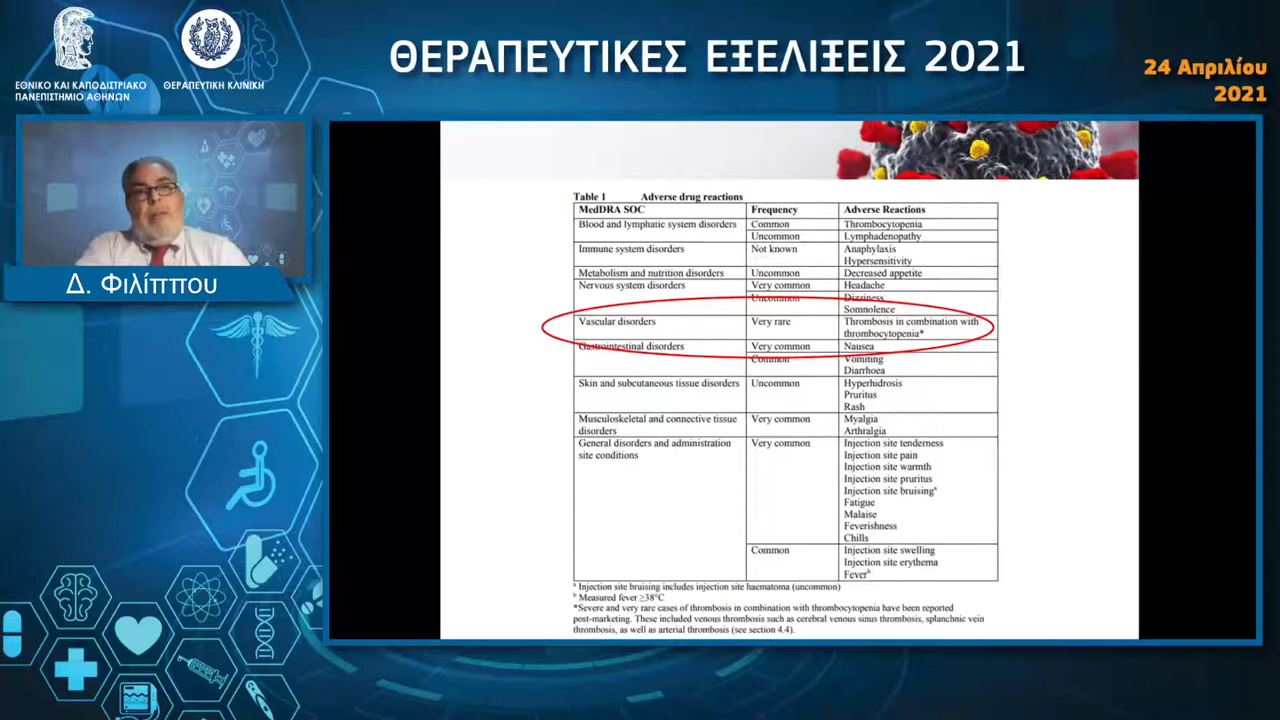 ΘΕΡΑΠΕΥΤΙΚΕΣ ΕΞΕΛΙΞΕΙΣ 2021
24 Απριλίου
2021
ΕΘΝΙΚΟ ΚΑΙ ΚΑΠΟΔΙΣΤΡΙΑΚΟ
ΠΑΝΕΠΙΣΤΗΜΙΟ ΑΘΗΝΩΝ
ΘΕΡΑΠΕΥΤΙΚΗ ΚΛΙΝΙΚΗ
Δ. Φιλίππου
Table 1 Adverse drug reactions
MedDRA SOC Frequency Adverse Reactions
Blood and lymphatic system disorders Common Thrombocytopenia
Uncommon Lymphadenopathy
Immune system disorders Not known Anaphylaxis
Hypersensitivity
Metabolism and nutrition disorders Uncommon Decreased appetite
Nervous system disorders Very common Headache
Uncommon Dizziness
Somnolence
Vascular disorders Very rare Thrombosis in combination with
thrombocytopenia*
Gastrointestinal disorders Very common Nausea
Common Vomiting
Diarrhoea
Skin and subcutaneous tissue disorders Uncommon Hyperhidrosis
Pruritus
Rash
Musculoskeletal and connective tissue Very common Myalgia
disorders Arthralgia
General disorders and administration Very common Injection site tenderness
site conditions Injection site pain
Injection site warmth
Injection site pruritus
Injection site bruisingª
Fatigue
Malaise
Feverishness
Chills
Common Injection site swelling
Injection site erythema
Feverᵇ
ª Injection site bruising includes injection site haematoma (uncommon)
ᵇ Measured fever ≥38°C
*Severe and very rare cases of thrombosis in combination with thrombocytopenia have been reported
post-marketing. These included venous thrombosis such as cerebral venous sinus thrombosis, splanchnic vein
thrombosis, as well as arterial thrombosis (see section 4.4).